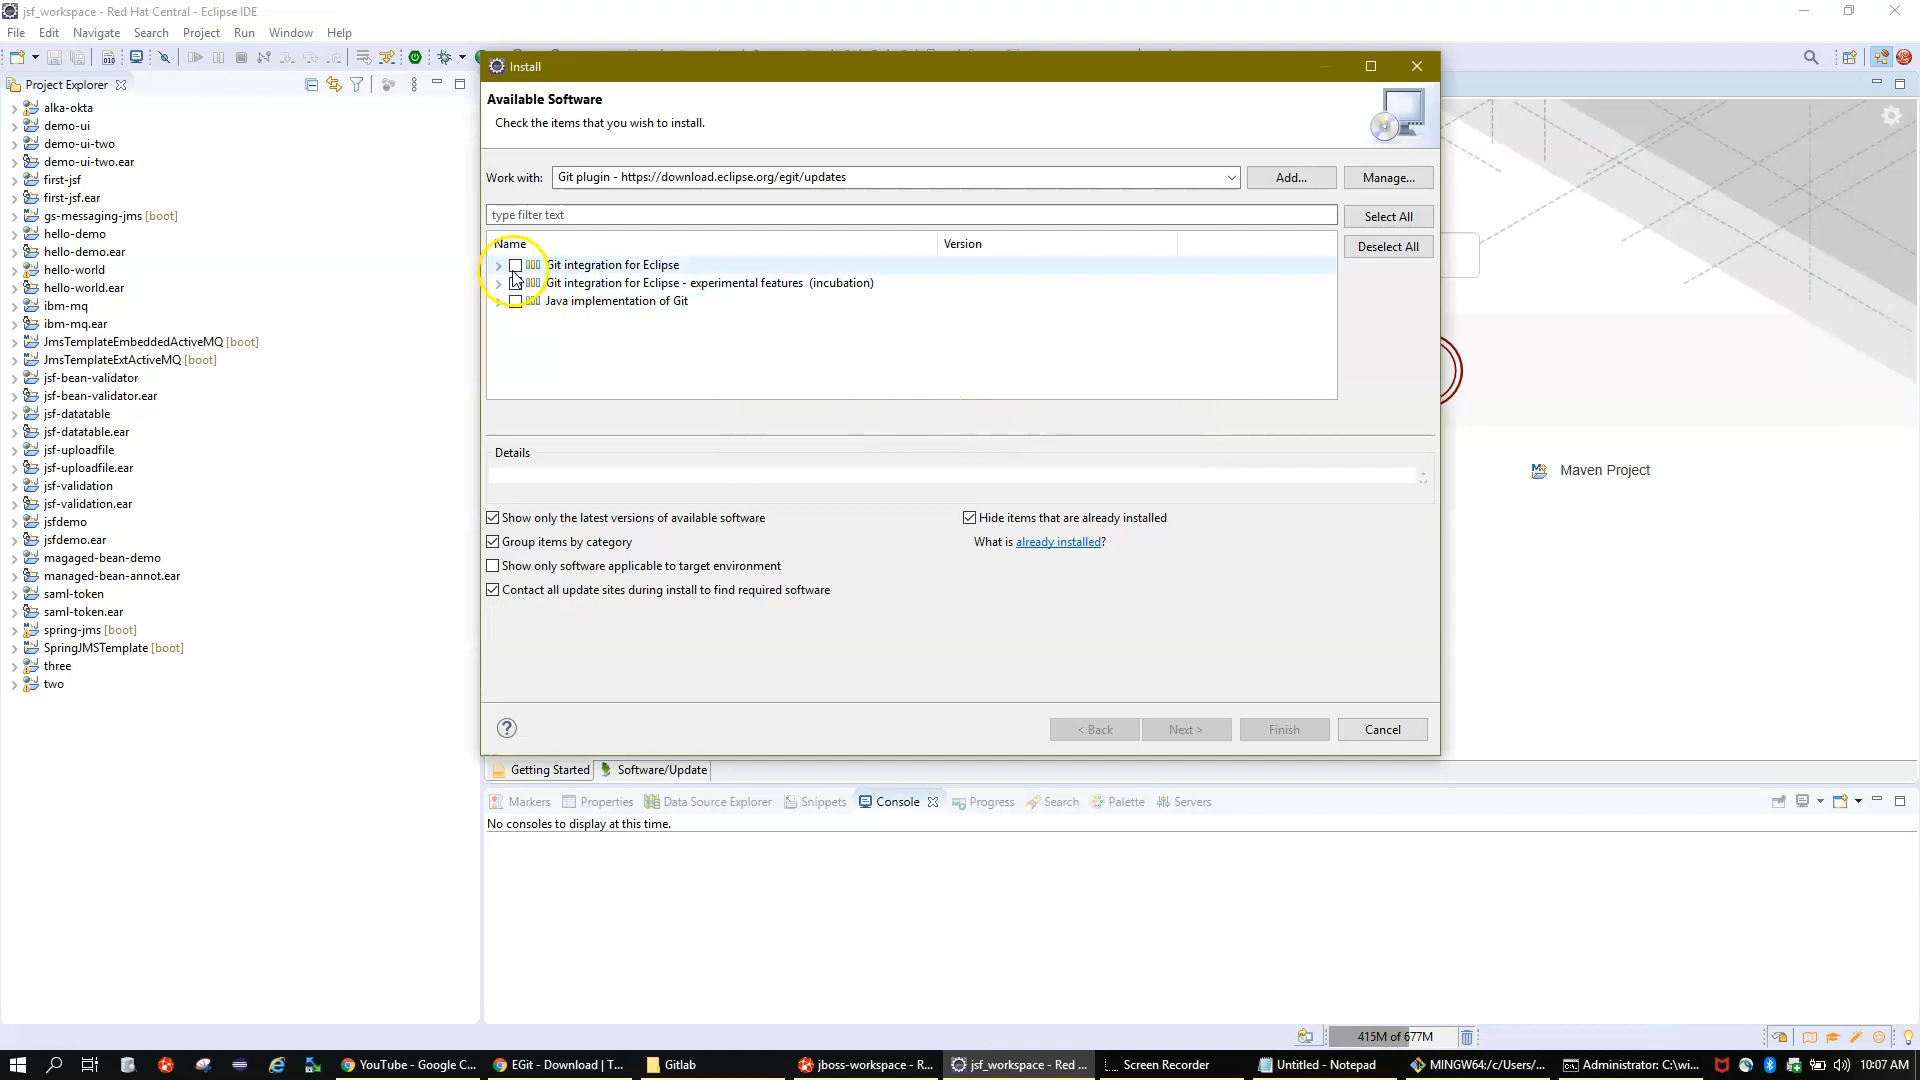 jsf_workspace - Red Hat Central - Eclipse IDE
File Edit Navigate Search Project Run Window Help
Project Explorer
alka-okta
demo-ui
demo-ui-two
demo-ui-two.ear
first-jsf
first-jsf.ear
gs-messaging-jms [boot]
hello-demo
hello-demo.ear
hello-world
hello-world.ear
ibm-mq
ibm-mq.ear
JmsTemplateEmbeddedActiveMQ [boot]
JmsTemplateExtActiveMQ [boot]
jsf-bean-validator
jsf-bean-validator.ear
jsf-datatable
jsf-datatable.ear
jsf-uploadfile
jsf-uploadfile.ear
jsf-validation
jsf-validation.ear
jsfdemo
jsfdemo.ear
magaged-bean-demo
managed-bean-annot.ear
saml-token
saml-token.ear
spring-jms [boot]
SpringJMSTemplate [boot]
three
two
Install
Available Software
Check the items that you wish to install.
Work with: Git plugin - https://download.eclipse.org/egit/updates Add... Manage...
type filter text Select All
Name Version Deselect All
Git integration for Eclipse
Git integration for Eclipse - experimental features (incubation)
Java implementation of Git
Details
Show only the latest versions of available software Hide items that are already installed
Group items by category What is already installed?
Show only software applicable to target environment
Contact all update sites during install to find required software
? < Back Next > Finish Cancel
Maven Project
Getting Started Software/Update
Markers Properties Data Source Explorer Snippets Console Progress Search Palette Servers
No consoles to display at this time.
415M of 677M
YouTube - Google C... EGit - Download | T... Gitlab jboss-workspace - R... jsf_workspace - Red ... Screen Recorder Untitled - Notepad MINGW64:/c/Users/... Administrator: C:\wi... 10:07 AM